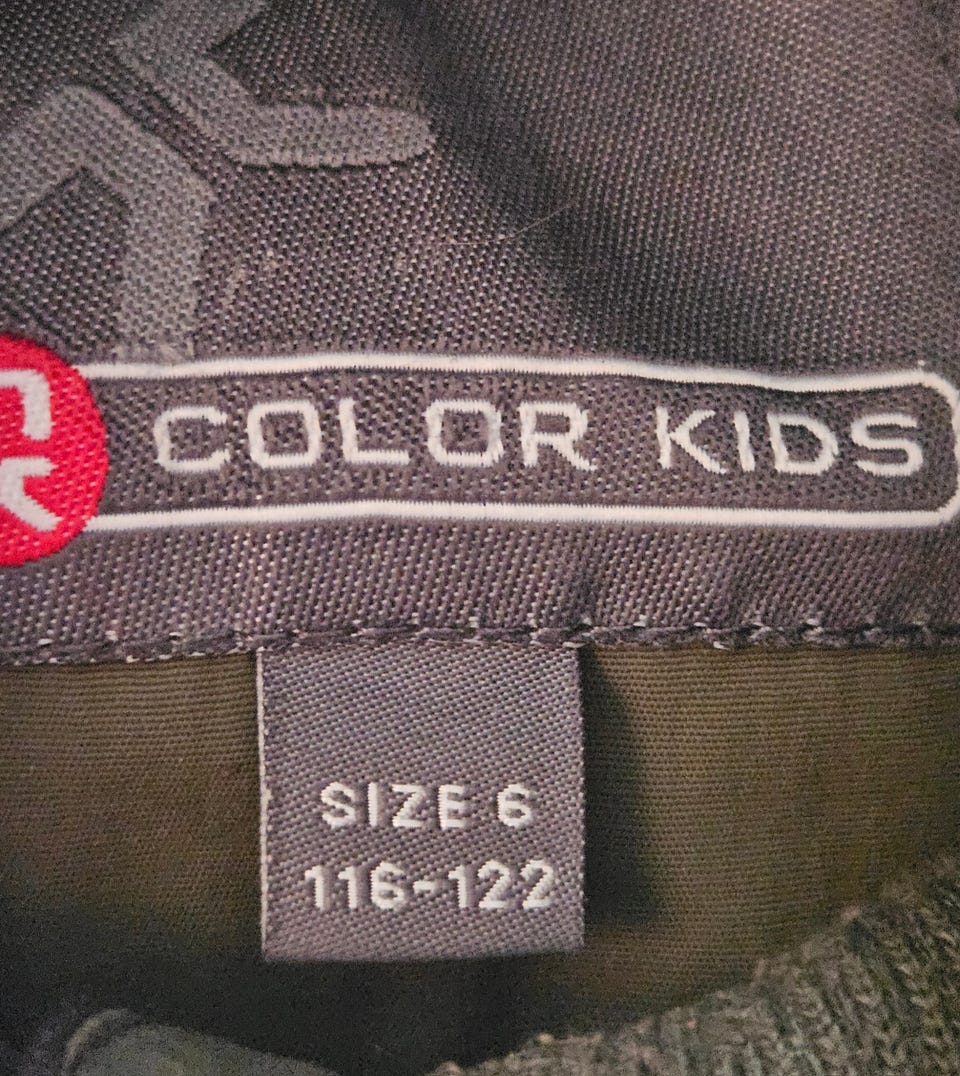 COLOR KIDS
SIZE 6
116-122